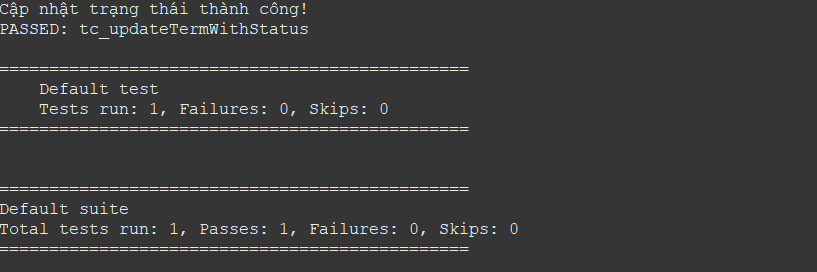 Cập nhật trạng thái thành công!
PASSED: tc_updateTermWithStatus
===============================================
Default test
Tests run: 1, Failures: 0, Skips: 0
===============================================
===============================================
Default suite
Total tests run: 1, Passes: 1, Failures: 0, Skips: 0
===============================================